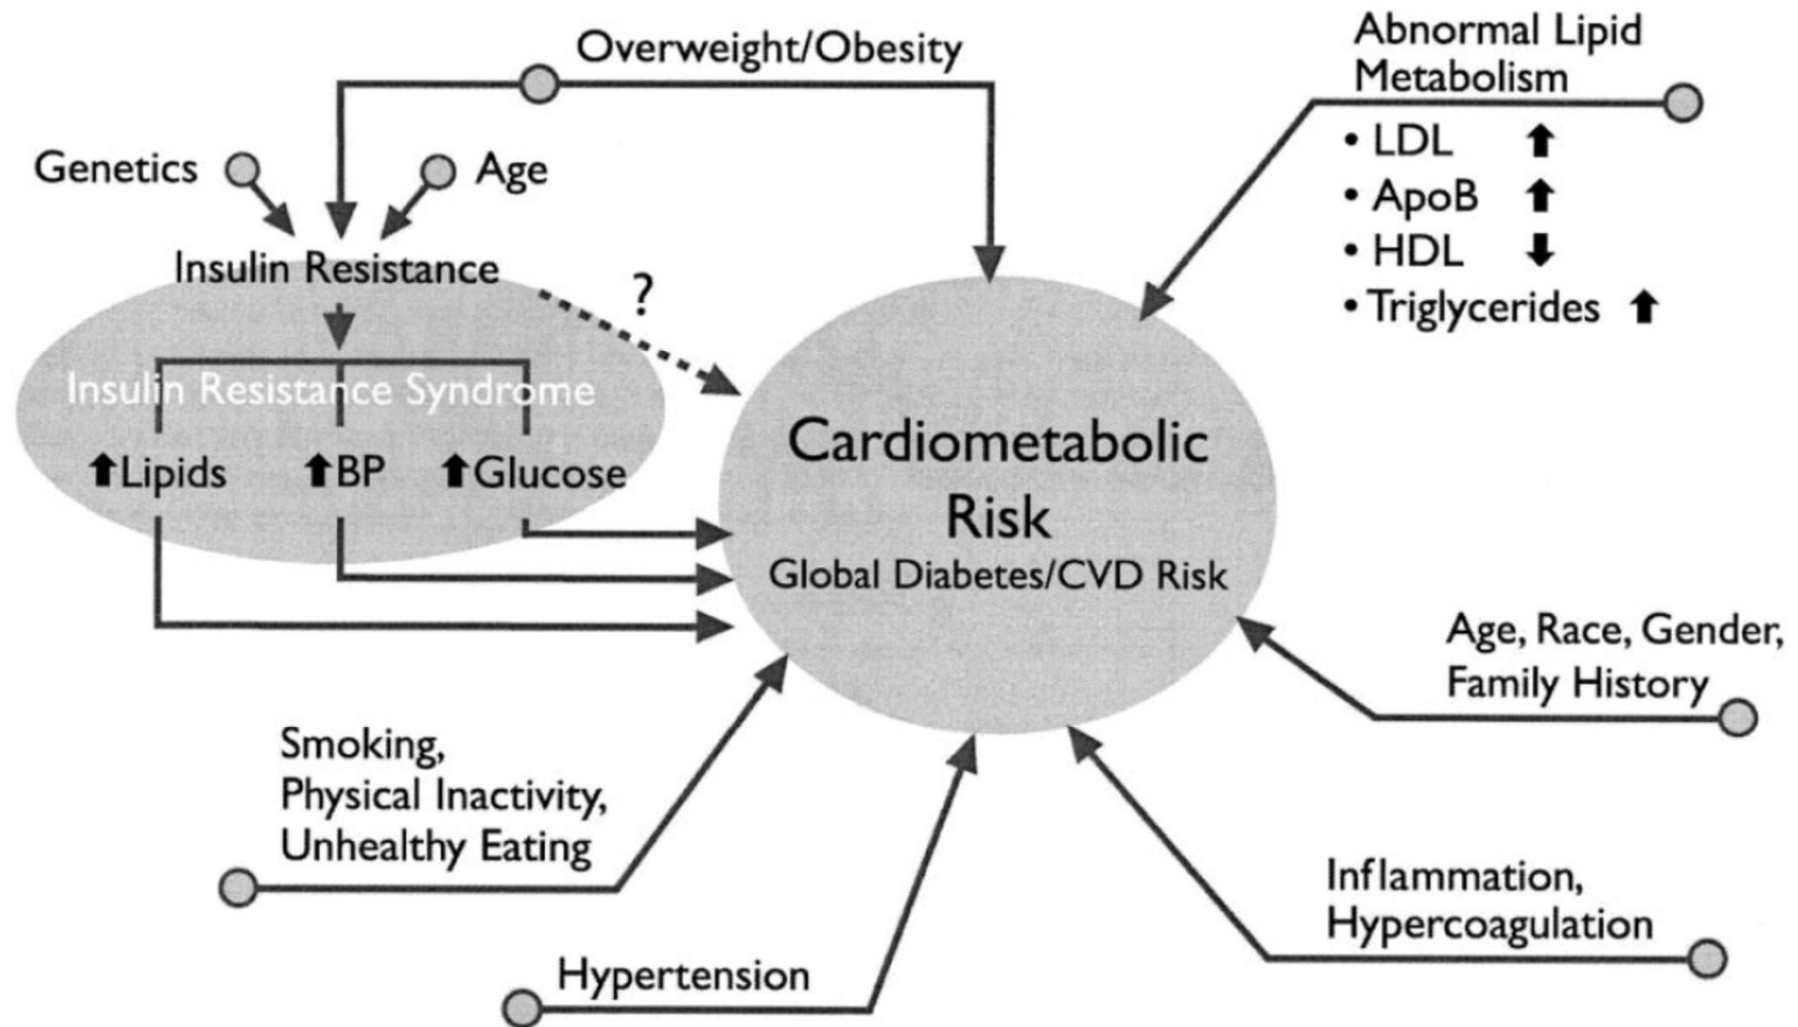 Overweight/Obesity
Abnormal Lipid
Metabolism
• LDL ⬆
• ApoB ⬆
• HDL ⬇
• Triglycerides ⬆
Genetics
Age
Insulin Resistance
?
Insulin Resistance Syndrome
⬆Lipids ⬆BP ⬆Glucose
Cardiometabolic
Risk
Global Diabetes/CVD Risk
Age, Race, Gender,
Family History
Smoking,
Physical Inactivity,
Unhealthy Eating
Inflammation,
Hypercoagulation
Hypertension